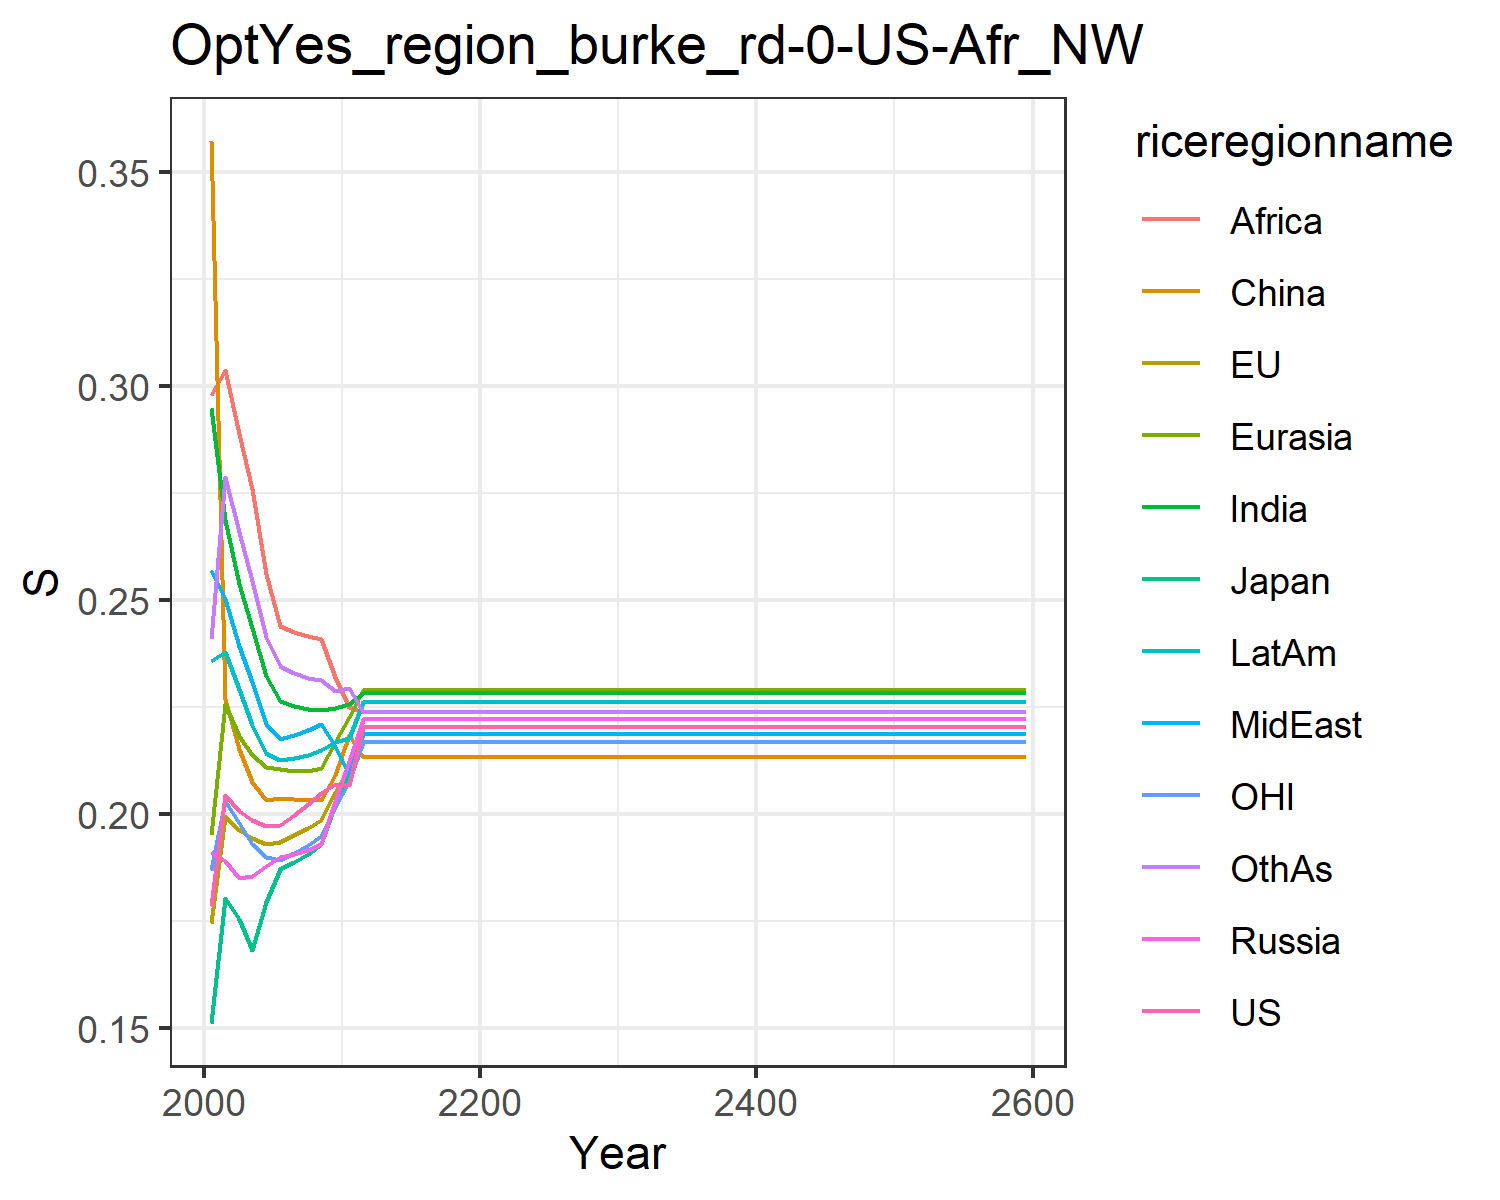 OptYes_region_burke_rd-0-US-Afr_NW
riceregionname
Africa
China
EU
Eurasia
India
Japan
LatAm
MidEast
OHI
OthAs
Russia
US
S
0.35
0.30
0.25
0.20
0.15
2000 2200 2400 2600
Year